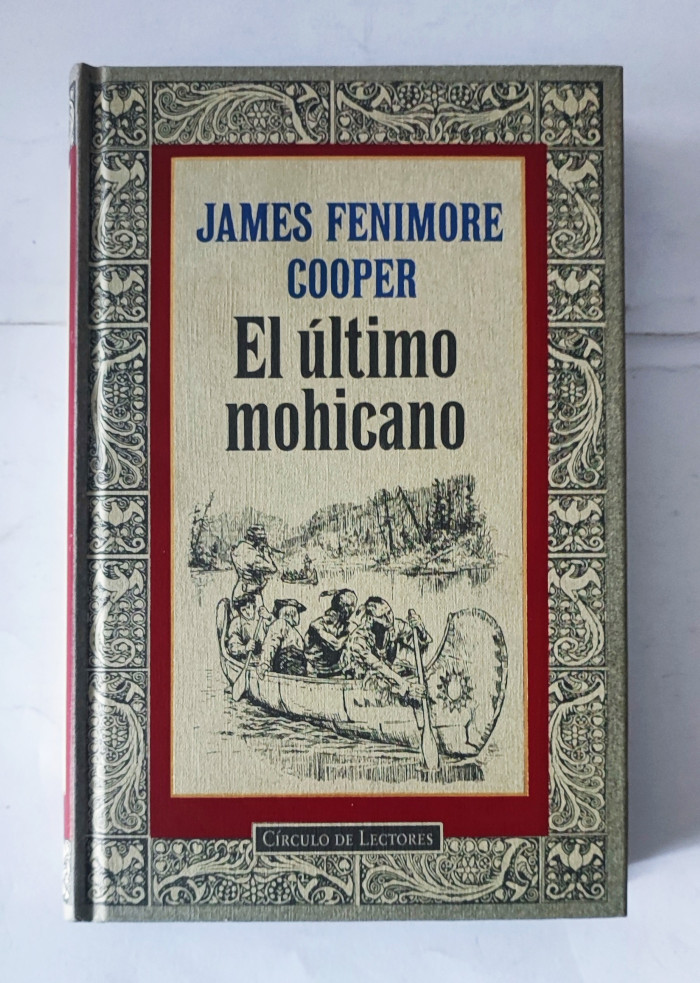 JAMES FENIMORE
COOPER
El último
mohicano
CÍRCULO DE LECTORES